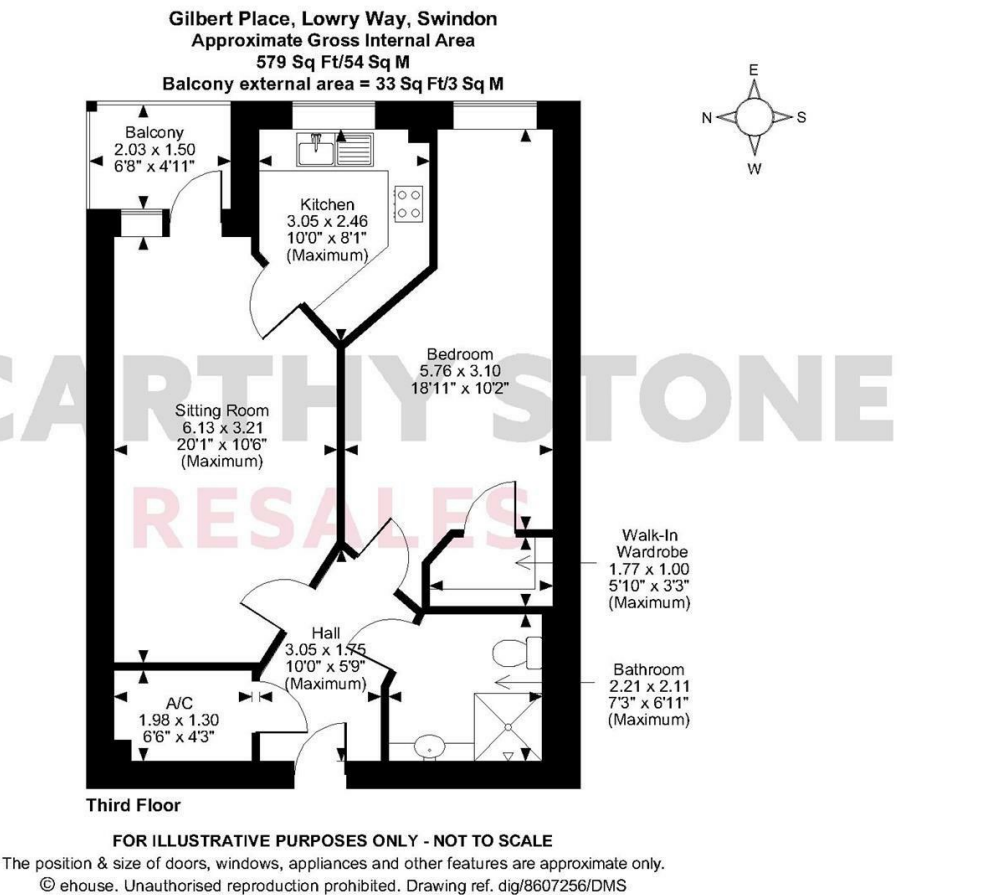 Gilbert Place, Lowry Way, Swindon
Approximate Gross Internal Area
579 Sq Ft/54 Sq M
Balcony external area = 33 Sq Ft/3 Sq M
E
N
S
W
Balcony
2.03 x 1.50
6'8" x 4'11"
Kitchen
3.05 x 2.46
10'0" x 8'1"
(Maximum)
Bedroom
5.76 x 3.10
18'11" x 10'2"
CARTHY STONE
RESALES
Sitting Room
6.13 x 3.21
20'1" x 10'6"
(Maximum)
Walk-In
Wardrobe
1.77 x 1.00
5'10" x 3'3"
(Maximum)
Hall
3.05 x 1.75
10'0" x 5'9"
(Maximum)
Bathroom
2.21 x 2.11
7'3" x 6'11"
(Maximum)
A/C
1.98 x 1.30
6'6" x 4'3"
Third Floor
FOR ILLUSTRATIVE PURPOSES ONLY - NOT TO SCALE
The position & size of doors, windows, appliances and other features are approximate only.
© ehouse. Unauthorised reproduction prohibited. Drawing ref. dig/8607256/DMS